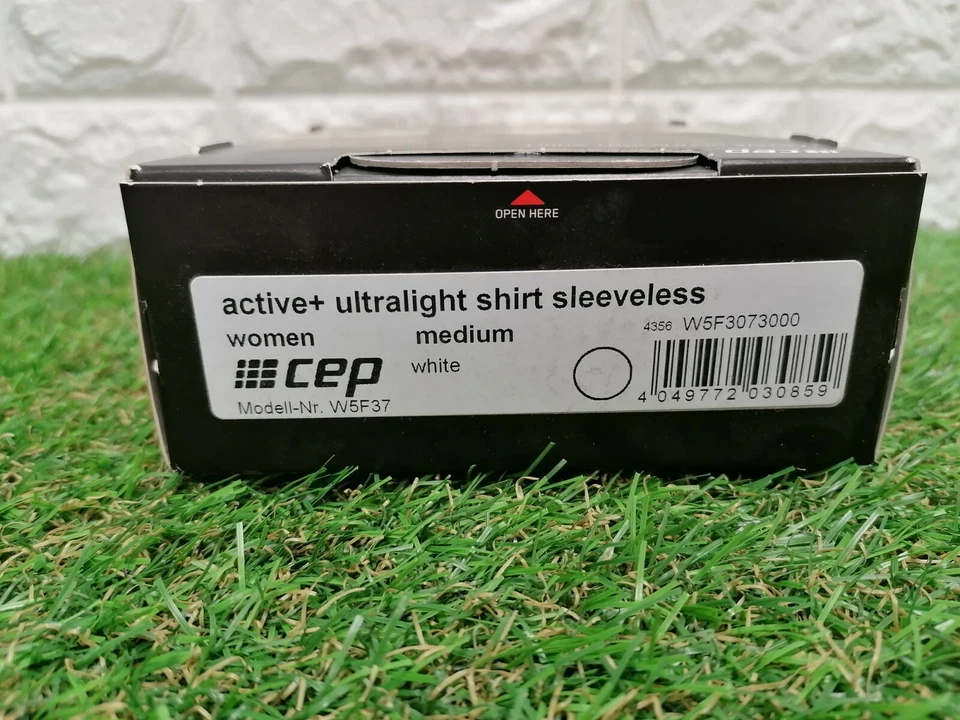 OPEN HERE
active+ ultralight shirt sleeveless
women medium
4356 W5F3073000
cep white
Modell-Nr. W5F37
4 049772 030859